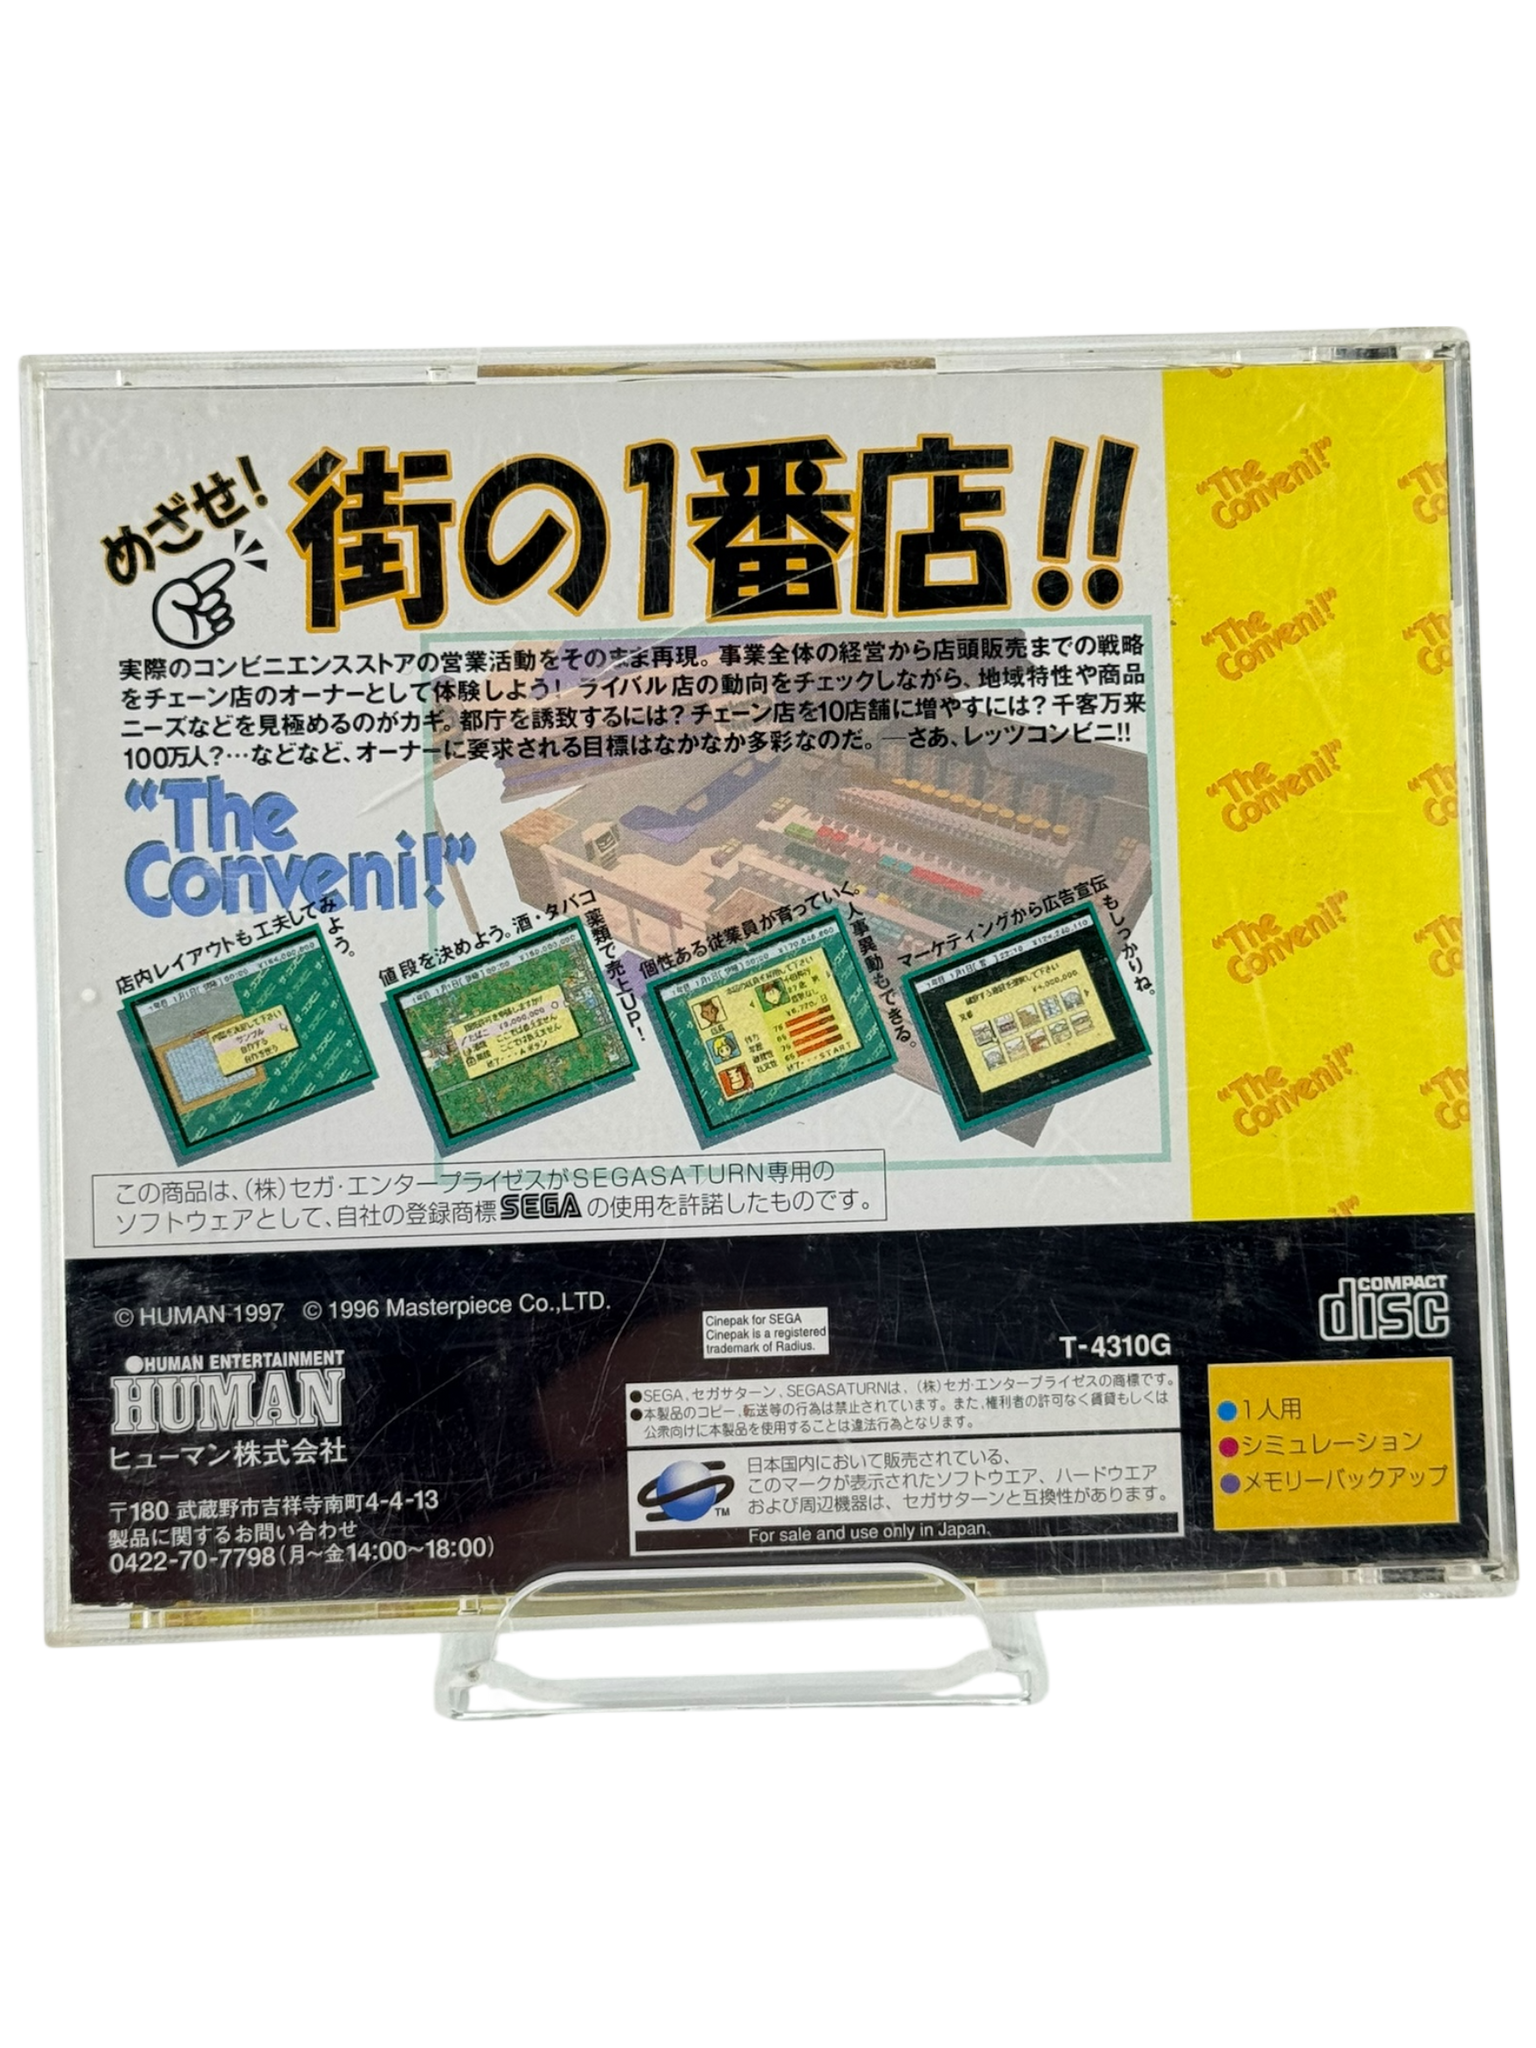 めざせ!
街の1番店!!
実際のコンビニエンスストアの営業活動をそのまま再現。事業全体の経営から店頭販売までの戦略
をチェーン店のオーナーとして体験しよう! ライバル店の動向をチェックしながら、地域特性や商品
ニーズなどを見極めるのがカギ。都庁を誘致するには?チェーン店を10店舗に増やすには?千客万来
100万人?…などなど、オーナーに要求される目標はなかなか多彩なのだ。—さあ、レッツコンビニ!!
“The
Conveni!”
店内レイアウトも工夫してみよう。
値段を決めよう。酒・タバコ薬類で売上UP!
個性ある従業員が育っていく。人事異動もできる。
マーケティングから広告宣伝もしっかりね。
サンプル
自作する
¥4,000,000
この商品は、(株)セガ・エンタープライゼスがSEGASATURN専用の
ソフトウェアとして、自社の登録商標SEGAの使用を許諾したものです。
“The
Conveni!”
“The
Conveni!”
“The
Conveni!”
“The
Conveni!”
“The
Conveni!”
© HUMAN 1997 © 1996 Masterpiece Co.,LTD.
Cinepak for SEGA
Cinepak is a registered
trademark of Radius.
T-4310G
COMPACT
disc
●HUMAN ENTERTAINMENT
HUMAN
ヒューマン株式会社
〒180 武蔵野市吉祥寺南町4-4-13
製品に関するお問い合わせ
0422-70-7798(月〜金14:00〜18:00)
●SEGA、セガサターン、SEGASATURNは、(株)セガ・エンタープライゼスの商標です。
●本製品のコピー、転送等の行為は禁止されています。また、権利者の許可なく賃貸もしくは
公衆向けに本製品を使用することは違法行為となります。
日本国内において販売されている、
このマークが表示されたソフトウエア、ハードウエア
および周辺機器は、セガサターンと互換性があります。
TM
For sale and use only in Japan.
●1人用
●シミュレーション
●メモリーバックアップ